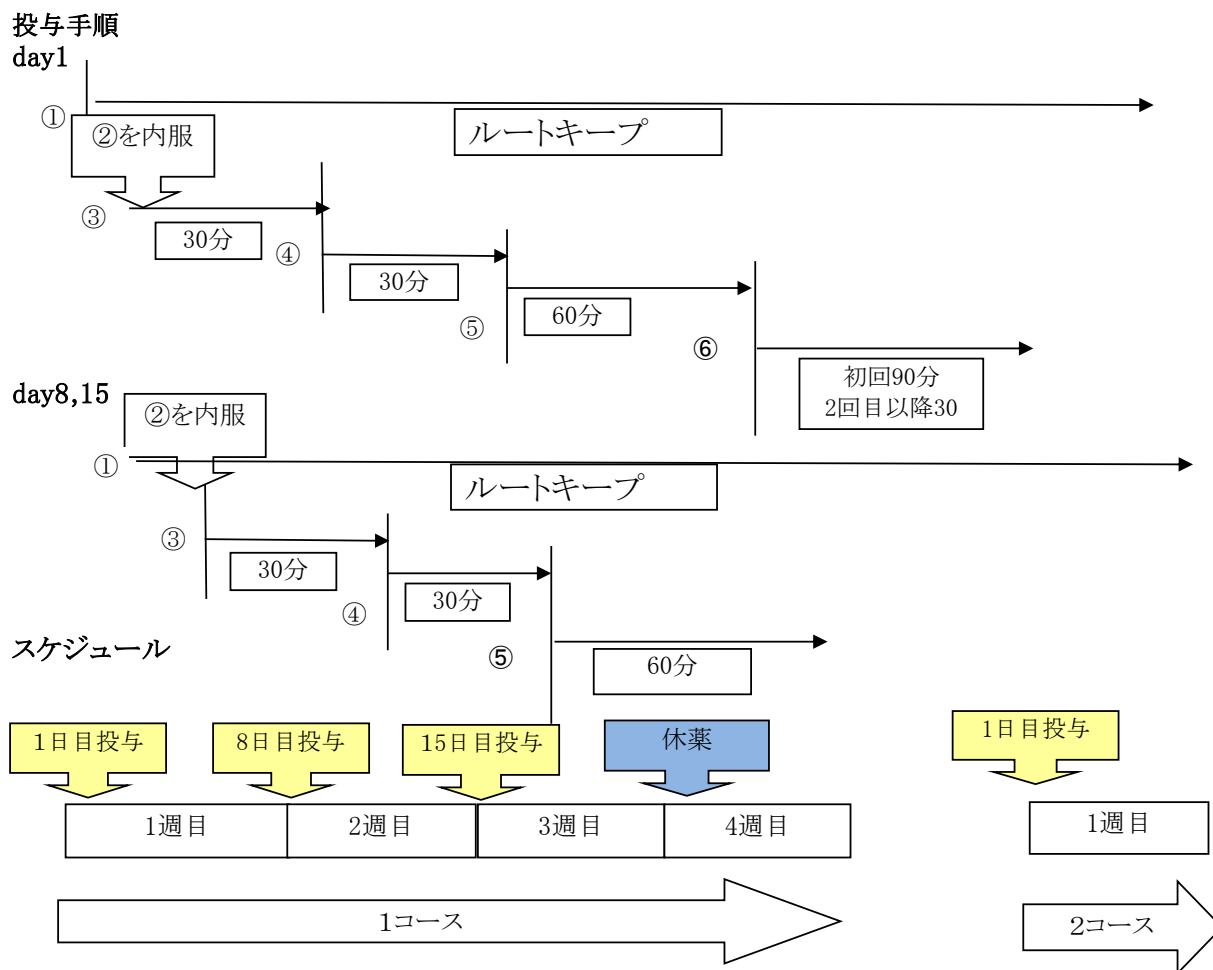 投与手順
day1
①
②を内服
ルートキープ
③
30分
④
30分
⑤
60分
⑥
初回90分
2回目以降30
day8,15
②を内服
①
ルートキープ
③
30分
④
30分
⑤
60分
スケジュール
1日目投与
8日目投与
15日目投与
休薬
1日目投与
1週目
2週目
3週目
4週目
1週目
1コース
2コース